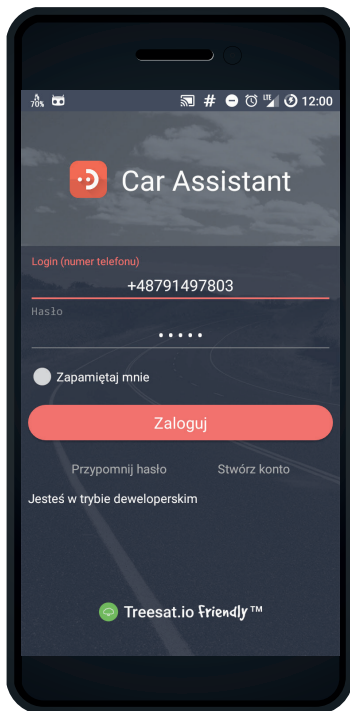 70% # LTE 12:00
Car Assistant
Login (numer telefonu)
+48791497803
Hasło
•••••
Zapamiętaj mnie
Zaloguj
Przypomnij hasło Stwórz konto
Jesteś w trybie deweloperskim
Treesat.io Friendly™